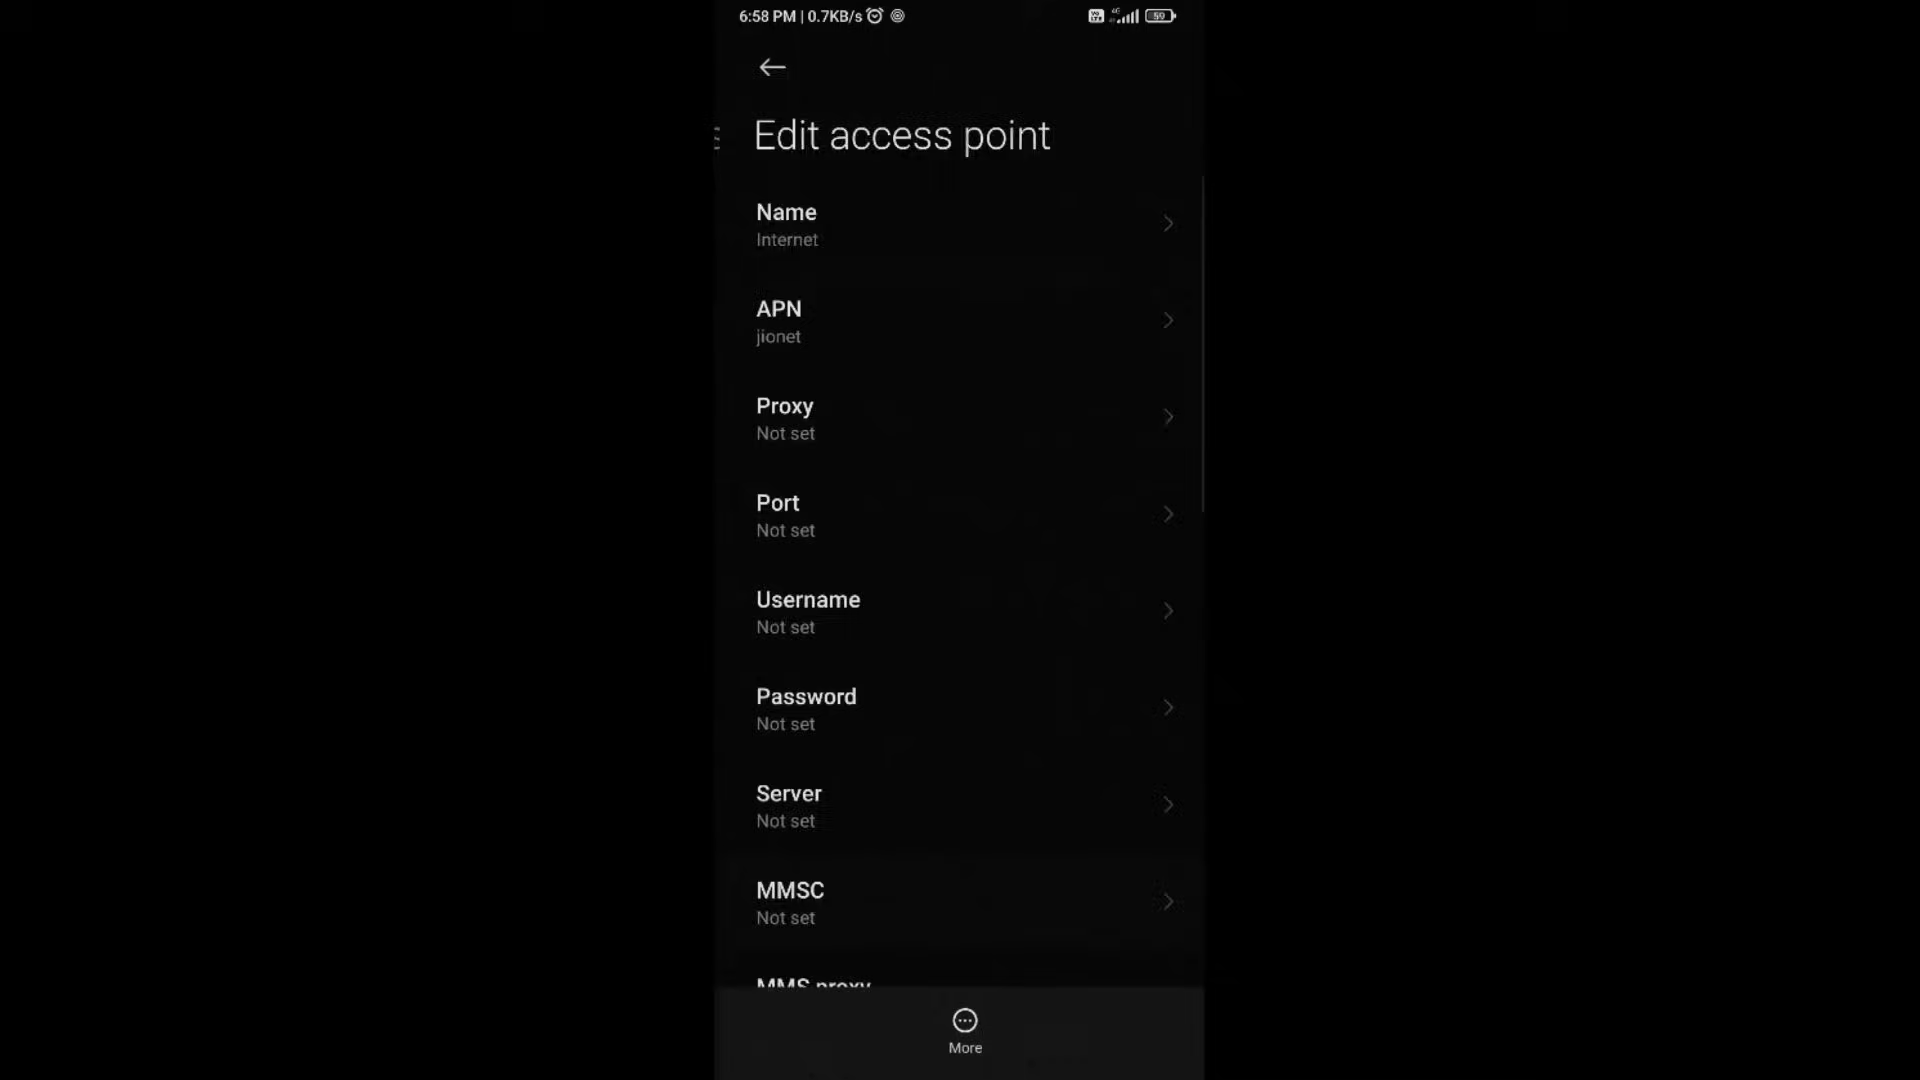 6:58 PM | 0.7KB/s
59
Edit access point
Name
Internet
APN
jionet
Proxy
Not set
Port
Not set
Username
Not set
Password
Not set
Server
Not set
MMSC
Not set
MMS proxy
More